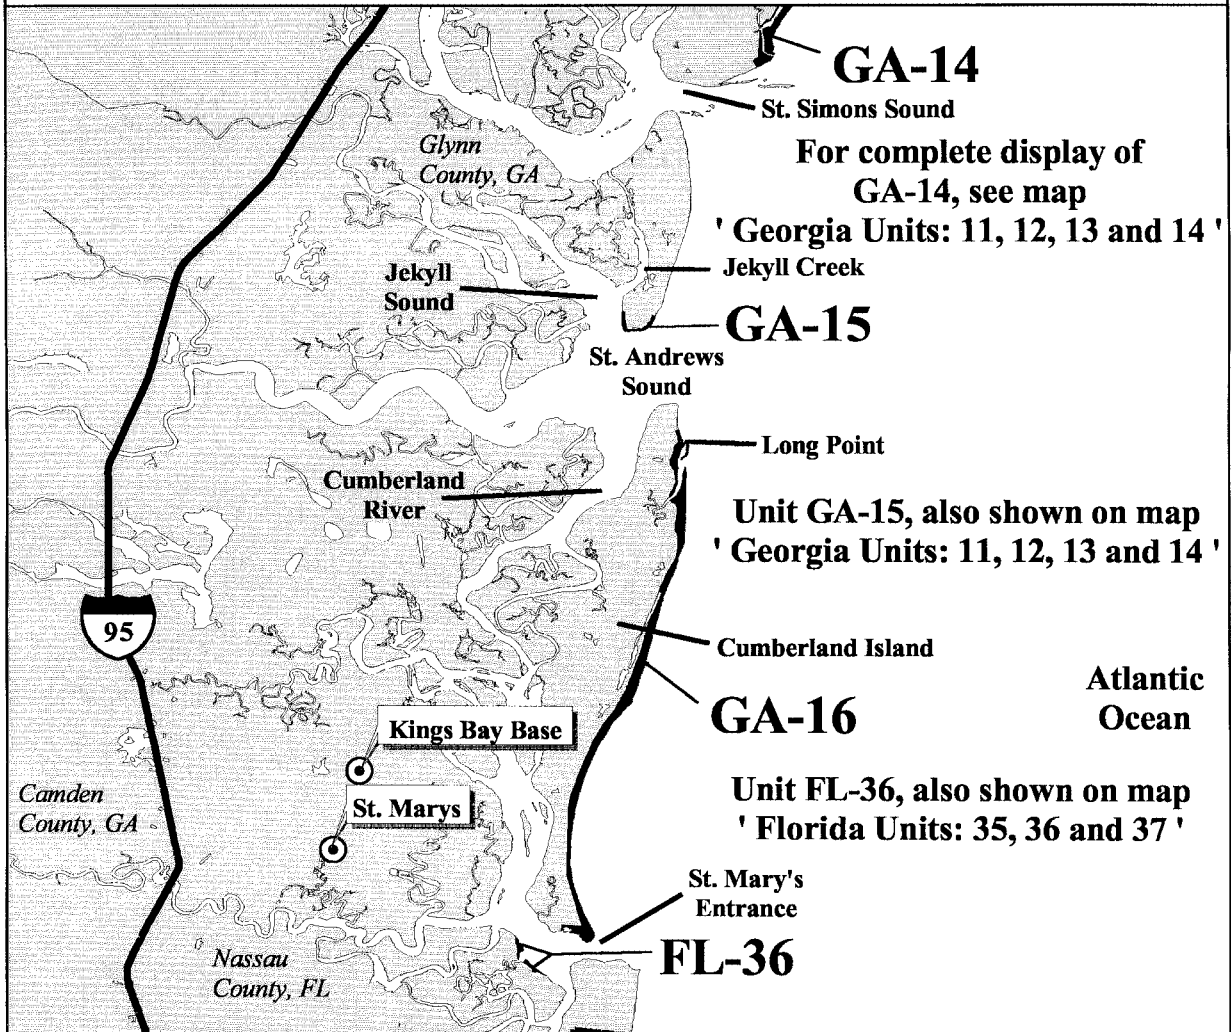 GA-14
St. Simons Sound
Glynn
County, GA
For complete display of
GA-14, see map
' Georgia Units: 11, 12, 13 and 14 '
Jekyll Creek
Jekyll
Sound
GA-15
St. Andrews
Sound
Long Point
Cumberland
River
Unit GA-15, also shown on map
' Georgia Units: 11, 12, 13 and 14 '
95
Cumberland Island
Atlantic
Ocean
GA-16
Kings Bay Base
Camden
County, GA
St. Marys
Unit FL-36, also shown on map
' Florida Units: 35, 36 and 37 '
St. Mary's
Entrance
Nassau
County, FL
FL-36